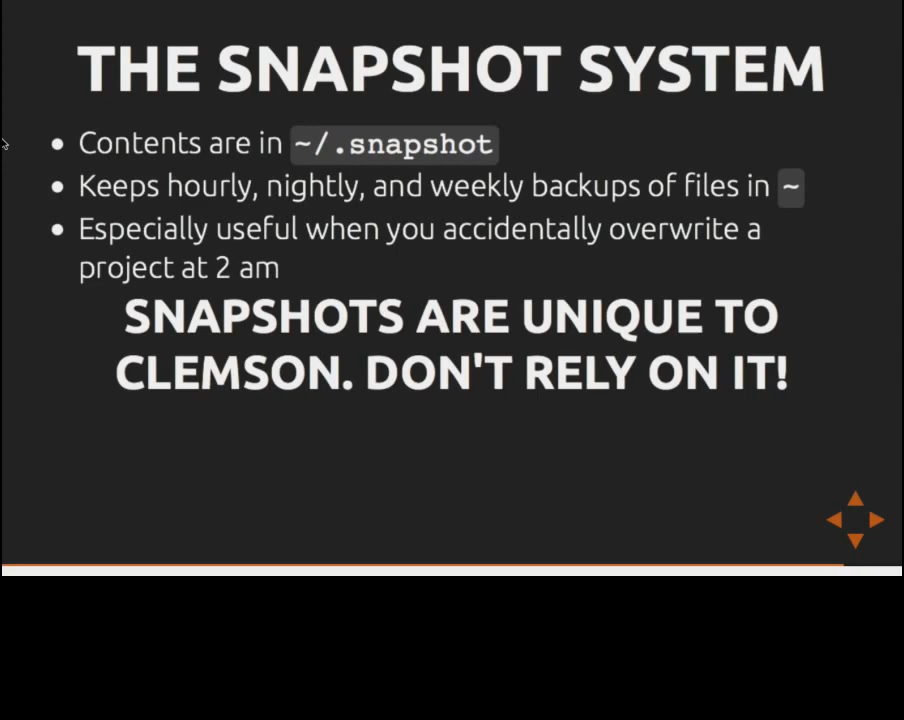 THE SNAPSHOT SYSTEM
• Contents are in ~/.snapshot
• Keeps hourly, nightly, and weekly backups of files in ~
• Especially useful when you accidentally overwrite a
project at 2 am
SNAPSHOTS ARE UNIQUE TO
CLEMSON. DON'T RELY ON IT!